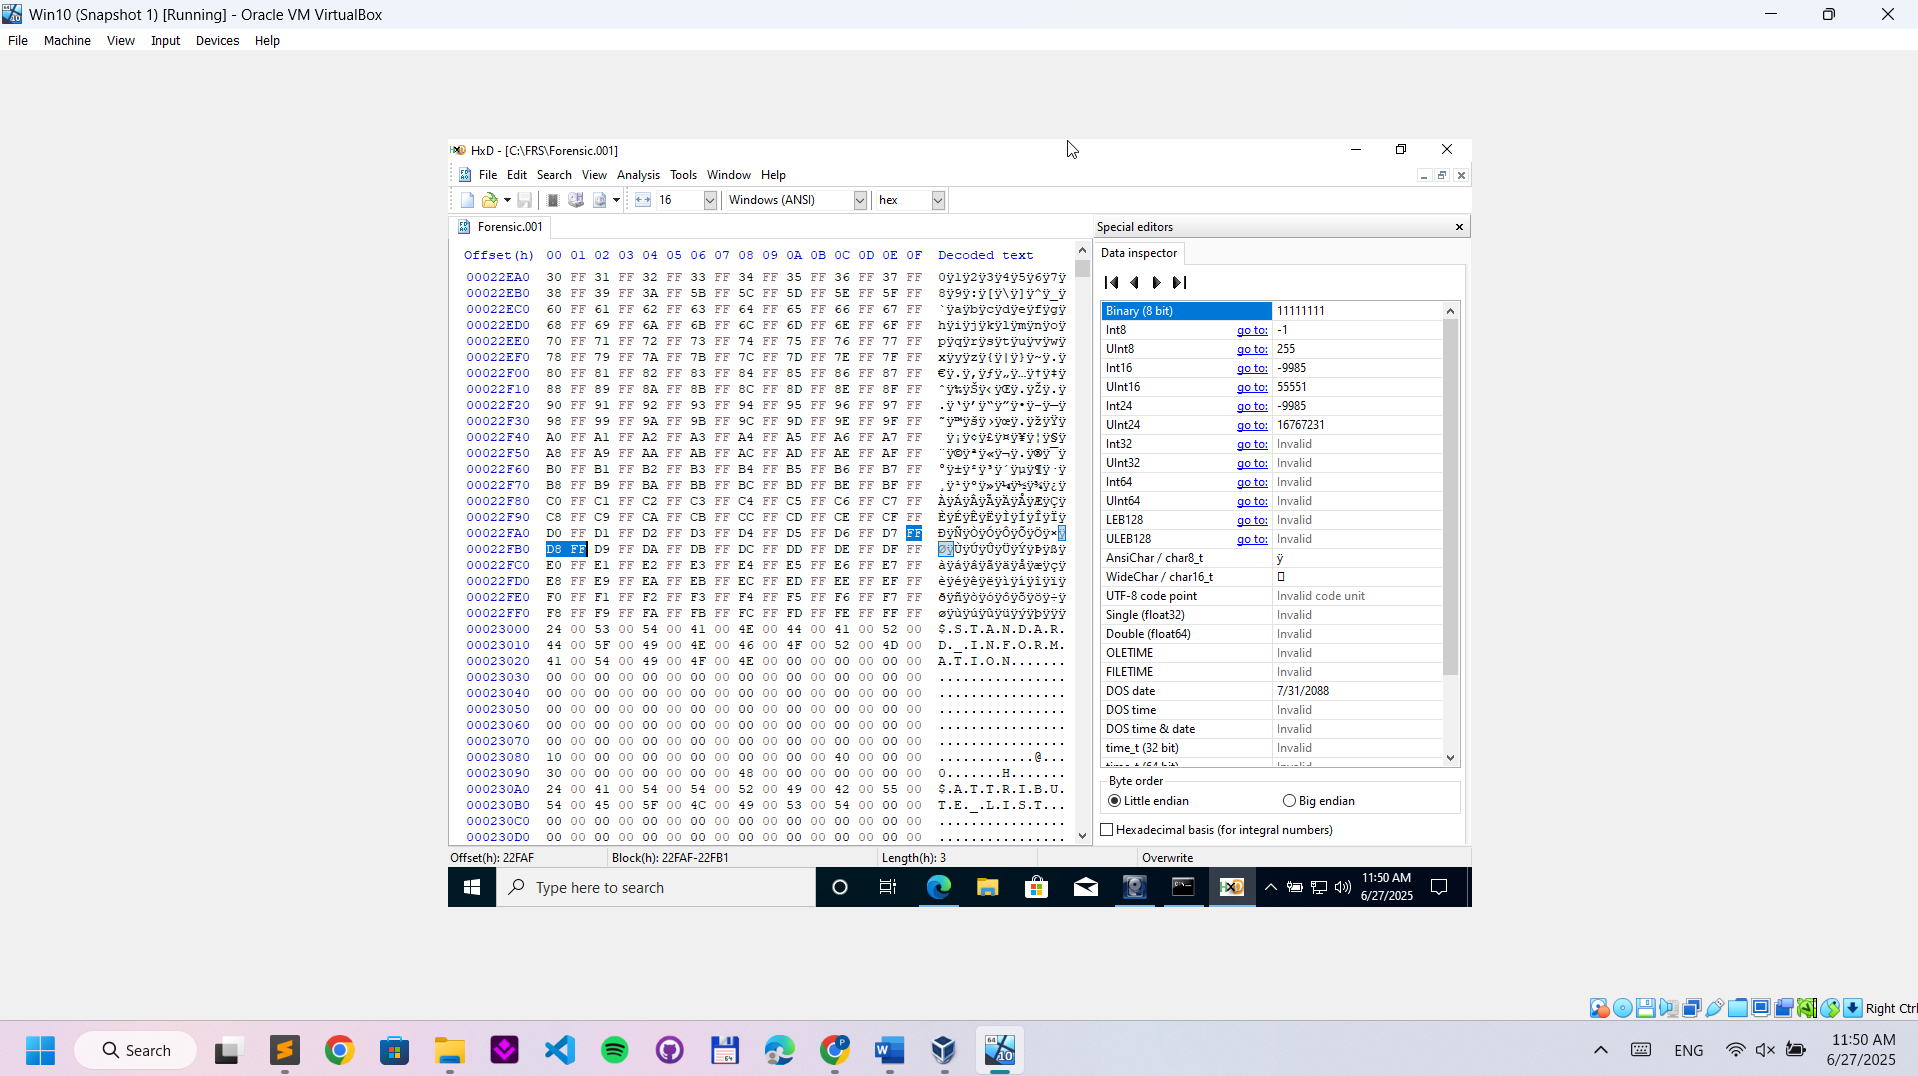 Win10 (Snapshot 1) [Running] - Oracle VM VirtualBox
File Machine View Input Devices Help
HxD - [C:\FRS\Forensic.001]
File Edit Search View Analysis Tools Window Help
16 Windows (ANSI) hex
Forensic.001
Offset(h) 00 01 02 03 04 05 06 07 08 09 0A 0B 0C 0D 0E 0F Decoded text
00022EA0 30 FF 31 FF 32 FF 33 FF 34 FF 35 FF 36 FF 37 FF 0ÿ1ÿ2ÿ3ÿ4ÿ5ÿ6ÿ7ÿ
00022EB0 38 FF 39 FF 3A FF 5B FF 5C FF 5D FF 5E FF 5F FF 8ÿ9ÿ:ÿ[ÿ\ÿ]ÿ^ÿ_ÿ
00022EC0 60 FF 61 FF 62 FF 63 FF 64 FF 65 FF 66 FF 67 FF `ÿaÿbÿcÿdÿeÿfÿgÿ
00022ED0 68 FF 69 FF 6A FF 6B FF 6C FF 6D FF 6E FF 6F FF hÿiÿjÿkÿlÿmÿnÿoÿ
00022EE0 70 FF 71 FF 72 FF 73 FF 74 FF 75 FF 76 FF 77 FF pÿqÿrÿsÿtÿuÿvÿwÿ
00022EF0 78 FF 79 FF 7A FF 7B FF 7C FF 7D FF 7E FF 7F FF xÿyÿzÿ{ÿ|ÿ}ÿ~ÿ.ÿ
00022F00 80 FF 81 FF 82 FF 83 FF 84 FF 85 FF 86 FF 87 FF €ÿ.ÿ‚ÿƒÿ„ÿ…ÿ†ÿ‡ÿ
00022F10 88 FF 89 FF 8A FF 8B FF 8C FF 8D FF 8E FF 8F FF ˆÿ‰ÿŠÿ‹ÿŒÿ.ÿŽÿ.ÿ
00022F20 90 FF 91 FF 92 FF 93 FF 94 FF 95 FF 96 FF 97 FF .ÿ‘ÿ’ÿ“ÿ”ÿ•ÿ–ÿ—ÿ
00022F30 98 FF 99 FF 9A FF 9B FF 9C FF 9D FF 9E FF 9F FF ˜ÿ™ÿšÿ›ÿœÿ.ÿžÿŸÿ
00022F40 A0 FF A1 FF A2 FF A3 FF A4 FF A5 FF A6 FF A7 FF  ÿ¡ÿ¢ÿ£ÿ¤ÿ¥ÿ¦ÿ§ÿ
00022F50 A8 FF A9 FF AA FF AB FF AC FF AD FF AE FF AF FF ¨ÿ©ÿªÿ«ÿ¬ÿ.ÿ®ÿ¯ÿ
00022F60 B0 FF B1 FF B2 FF B3 FF B4 FF B5 FF B6 FF B7 FF °ÿ±ÿ²ÿ³ÿ´ÿµÿ¶ÿ·ÿ
00022F70 B8 FF B9 FF BA FF BB FF BC FF BD FF BE FF BF FF ¸ÿ¹ÿºÿ»ÿ¼ÿ½ÿ¾ÿ¿ÿ
00022F80 C0 FF C1 FF C2 FF C3 FF C4 FF C5 FF C6 FF C7 FF ÀÿÁÿÂÿÃÿÄÿÅÿÆÿÇÿ
00022F90 C8 FF C9 FF CA FF CB FF CC FF CD FF CE FF CF FF ÈÿÉÿÊÿËÿÌÿÍÿÎÿÏÿ
00022FA0 D0 FF D1 FF D2 FF D3 FF D4 FF D5 FF D6 FF D7 FF ÐÿÑÿÒÿÓÿÔÿÕÿÖÿ×ÿ
00022FB0 D8 FF D9 FF DA FF DB FF DC FF DD FF DE FF DF FF ØÿÙÿÚÿÛÿÜÿÝÿÞÿßÿ
00022FC0 E0 FF E1 FF E2 FF E3 FF E4 FF E5 FF E6 FF E7 FF àÿáÿâÿãÿäÿåÿæÿçÿ
00022FD0 E8 FF E9 FF EA FF EB FF EC FF ED FF EE FF EF FF èÿéÿêÿëÿìÿíÿîÿïÿ
00022FE0 F0 FF F1 FF F2 FF F3 FF F4 FF F5 FF F6 FF F7 FF ðÿñÿòÿóÿôÿõÿöÿ÷ÿ
00022FF0 F8 FF F9 FF FA FF FB FF FC FF FD FF FE FF FF FF øÿùÿúÿûÿüÿýÿþÿÿÿ
00023000 24 00 53 00 54 00 41 00 4E 00 44 00 41 00 52 00 $.S.T.A.N.D.A.R.
00023010 44 00 5F 00 49 00 4E 00 46 00 4F 00 52 00 4D 00 D._.I.N.F.O.R.M.
00023020 41 00 54 00 49 00 4F 00 4E 00 00 00 00 00 00 00 A.T.I.O.N.......
00023030 00 00 00 00 00 00 00 00 00 00 00 00 00 00 00 00 ................
00023040 00 00 00 00 00 00 00 00 00 00 00 00 00 00 00 00 ................
00023050 00 00 00 00 00 00 00 00 00 00 00 00 00 00 00 00 ................
00023060 00 00 00 00 00 00 00 00 00 00 00 00 00 00 00 00 ................
00023070 00 00 00 00 00 00 00 00 00 00 00 00 00 00 00 00 ................
00023080 10 00 00 00 00 00 00 00 00 00 00 00 40 00 00 00 ............@...
00023090 30 00 00 00 00 00 00 00 48 00 00 00 00 00 00 00 0.......H.......
000230A0 24 00 41 00 54 00 54 00 52 00 49 00 42 00 55 00 $.A.T.T.R.I.B.U.
000230B0 54 00 45 00 5F 00 4C 00 49 00 53 00 54 00 00 00 T.E._.L.I.S.T...
000230C0 00 00 00 00 00 00 00 00 00 00 00 00 00 00 00 00 ................
000230D0 00 00 00 00 00 00 00 00 00 00 00 00 00 00 00 00 ................
Special editors
Data inspector
Binary (8 bit) 11111111
Int8 go to: -1
UInt8 go to: 255
Int16 go to: -9985
UInt16 go to: 55551
Int24 go to: -9985
UInt24 go to: 16767231
Int32 go to: Invalid
UInt32 go to: Invalid
Int64 go to: Invalid
UInt64 go to: Invalid
LEB128 go to: Invalid
ULEB128 go to: Invalid
AnsiChar / char8_t ÿ
WideChar / char16_t
UTF-8 code point Invalid code unit
Single (float32) Invalid
Double (float64) Invalid
OLETIME Invalid
FILETIME Invalid
DOS date 7/31/2088
DOS time Invalid
DOS time & date Invalid
time_t (32 bit) Invalid
time_t (64 bit) Invalid
Byte order
Little endian Big endian
Hexadecimal basis (for integral numbers)
Offset(h): 22FAF Block(h): 22FAF-22FB1 Length(h): 3 Overwrite
Type here to search
11:50 AM
6/27/2025
Right Ctrl
Search
ENG
11:50 AM
6/27/2025